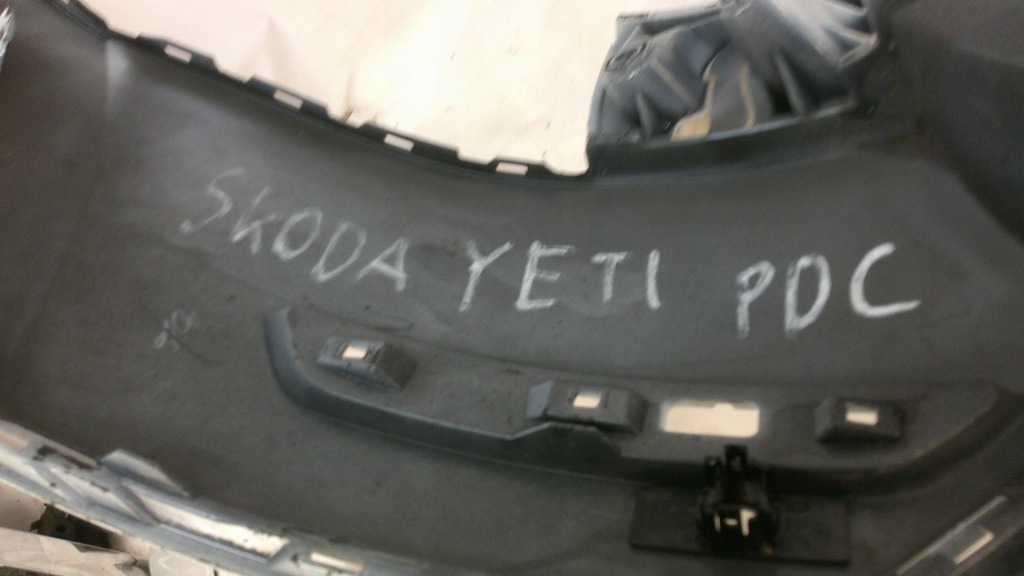 SKODA YETI PDC